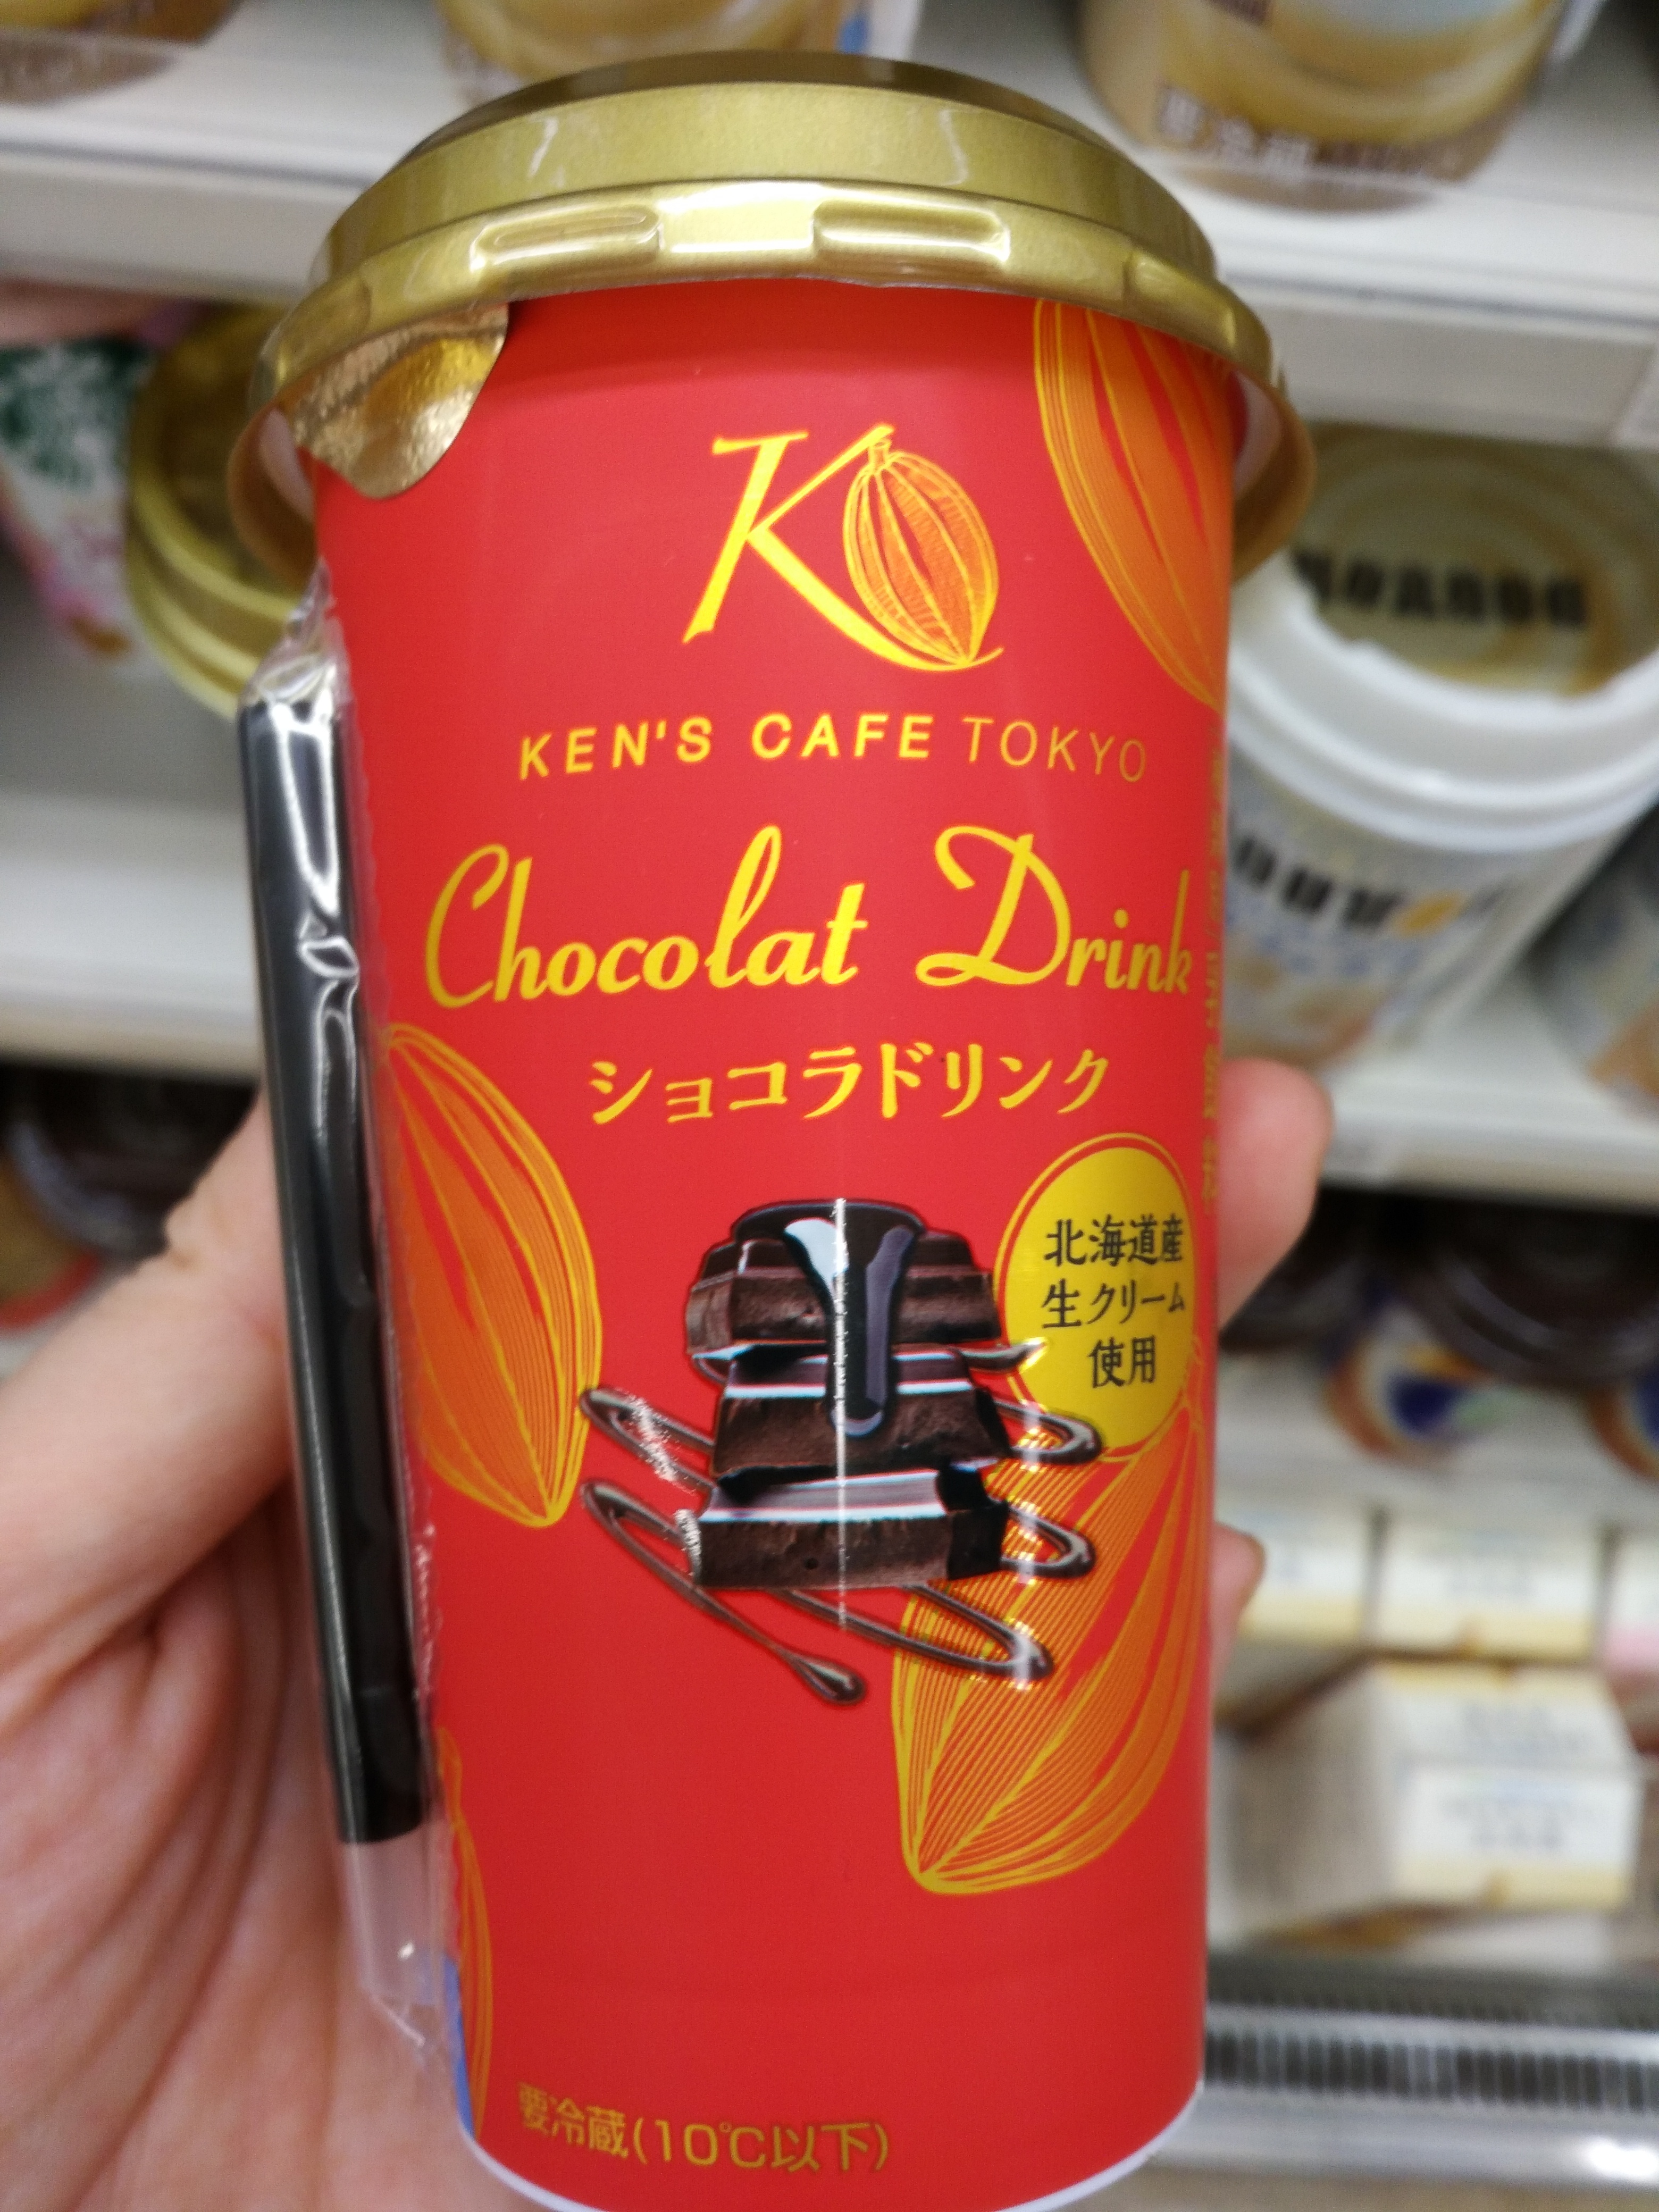 K
KEN'S CAFE TOKYO
Chocolat Drink
ショコラドリンク
北海道産
生クリーム
使用
要冷蔵(10℃以下)